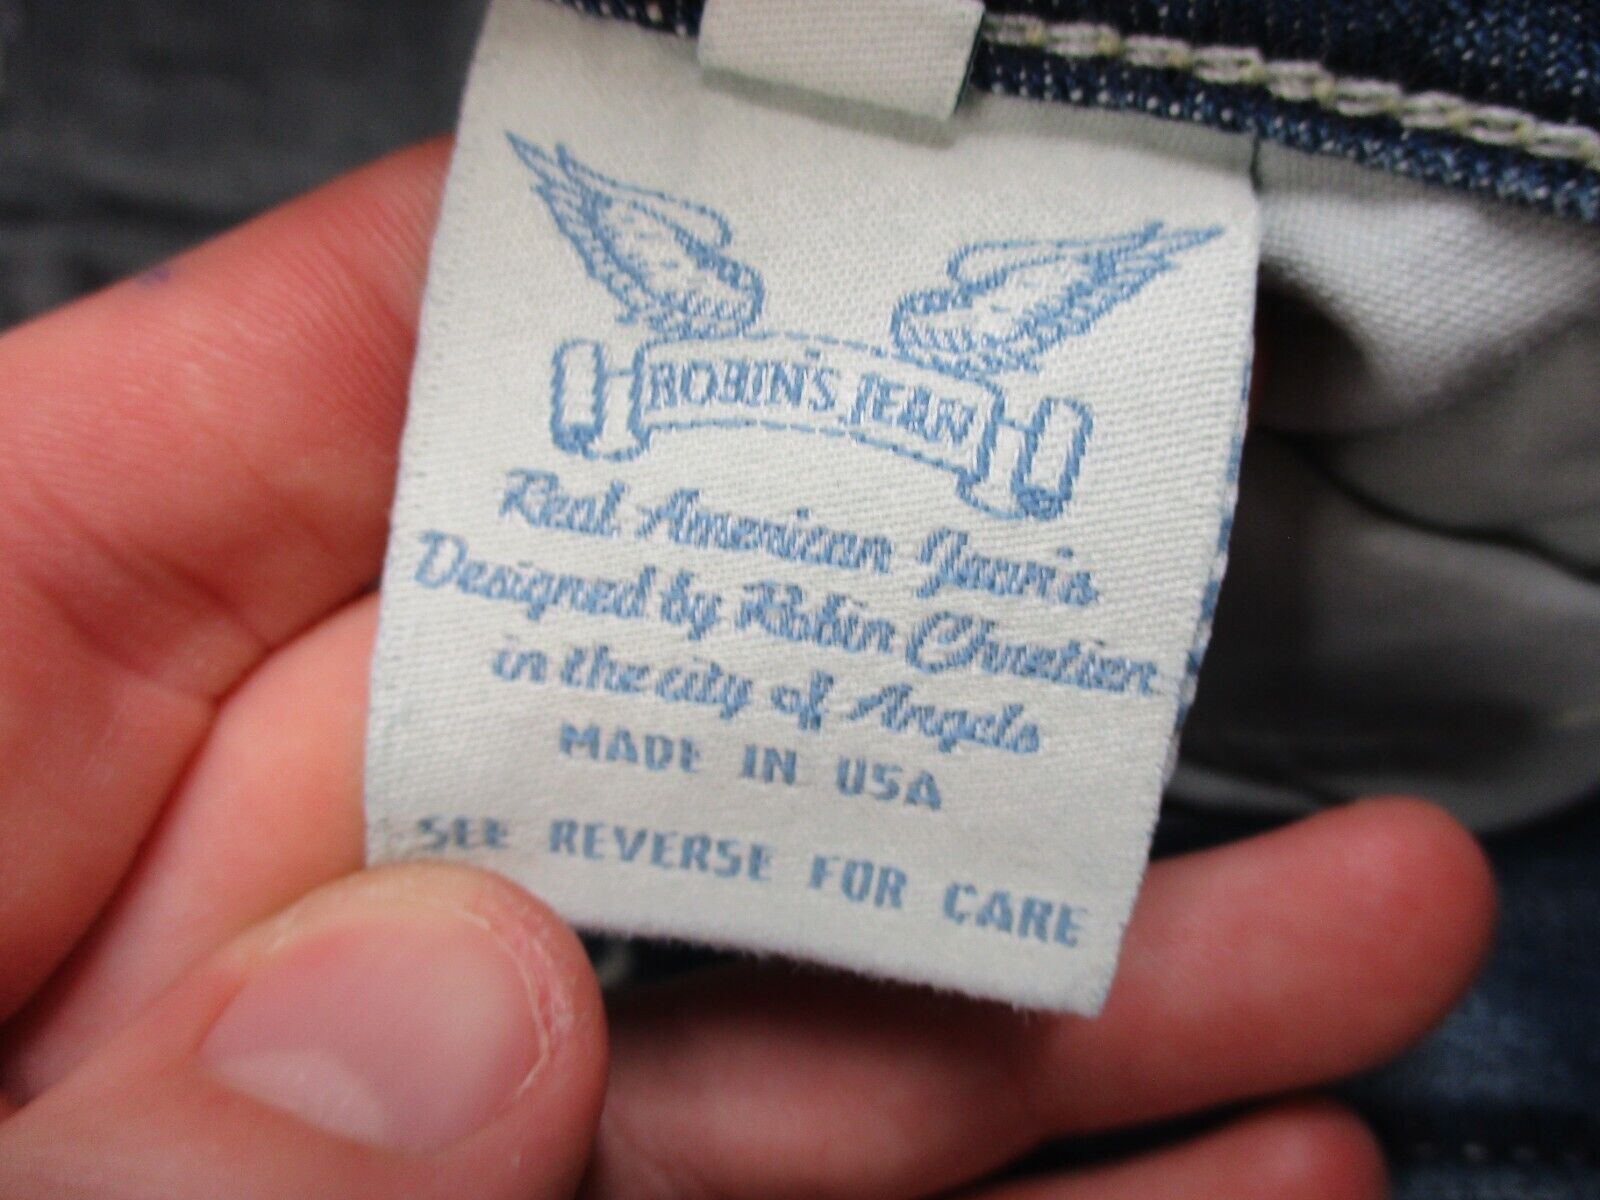 ROBIN'S JEAN
Real American Jean's
Designed by Robin Chretien
in the city of Angels
MADE IN USA
SEE REVERSE FOR CARE